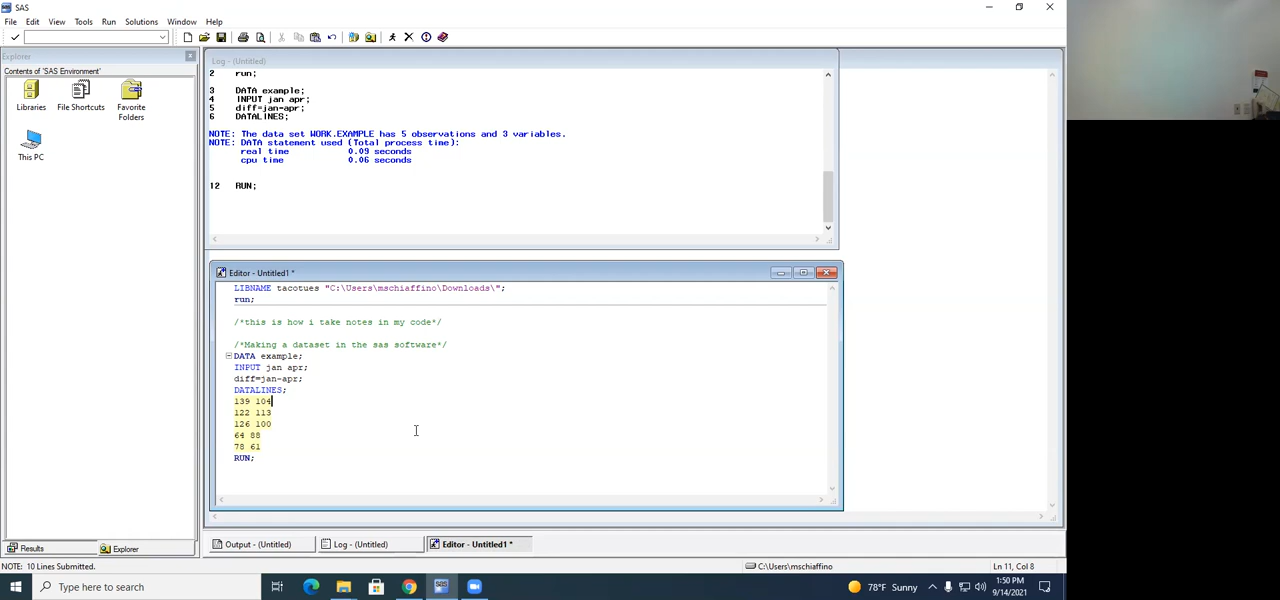 SAS
File Edit View Tools Run Solutions Window Help
Explorer
Contents of 'SAS Environment'
Libraries File Shortcuts Favorite Folders
This PC
Log - (Untitled)
2 run;
3 DATA example;
4 INPUT jan apr;
5 diff=jan-apr;
6 DATALINES;
NOTE: The data set WORK.EXAMPLE has 5 observations and 3 variables.
NOTE: DATA statement used (Total process time):
real time 0.09 seconds
cpu time 0.06 seconds
12 RUN;
Editor - Untitled1 *
LIBNAME tacotues "C:\Users\mschiaffino\Downloads\";
run;
/*this is how i take notes in my code*/
/*Making a dataset in the sas software*/
DATA example;
INPUT jan apr;
diff=jan-apr;
DATALINES;
139 104
122 113
126 100
64 88
78 61
RUN;
Results Explorer
Output - (Untitled) Log - (Untitled) Editor - Untitled1 *
NOTE: 10 Lines Submitted. C:\Users\mschiaffino Ln 11, Col 8
Type here to search 78°F Sunny 1:50 PM
9/14/2021